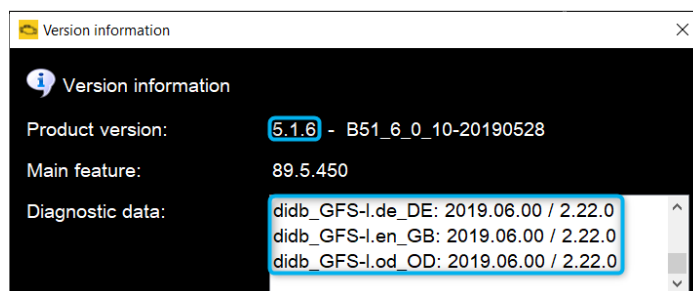 Version information
Version information
Product version: 5.1.6 - B51_6_0_10-20190528
Main feature: 89.5.450
Diagnostic data: didb_GFS-I.de_DE: 2019.06.00 / 2.22.0
didb_GFS-I.en_GB: 2019.06.00 / 2.22.0
didb_GFS-I.od_OD: 2019.06.00 / 2.22.0